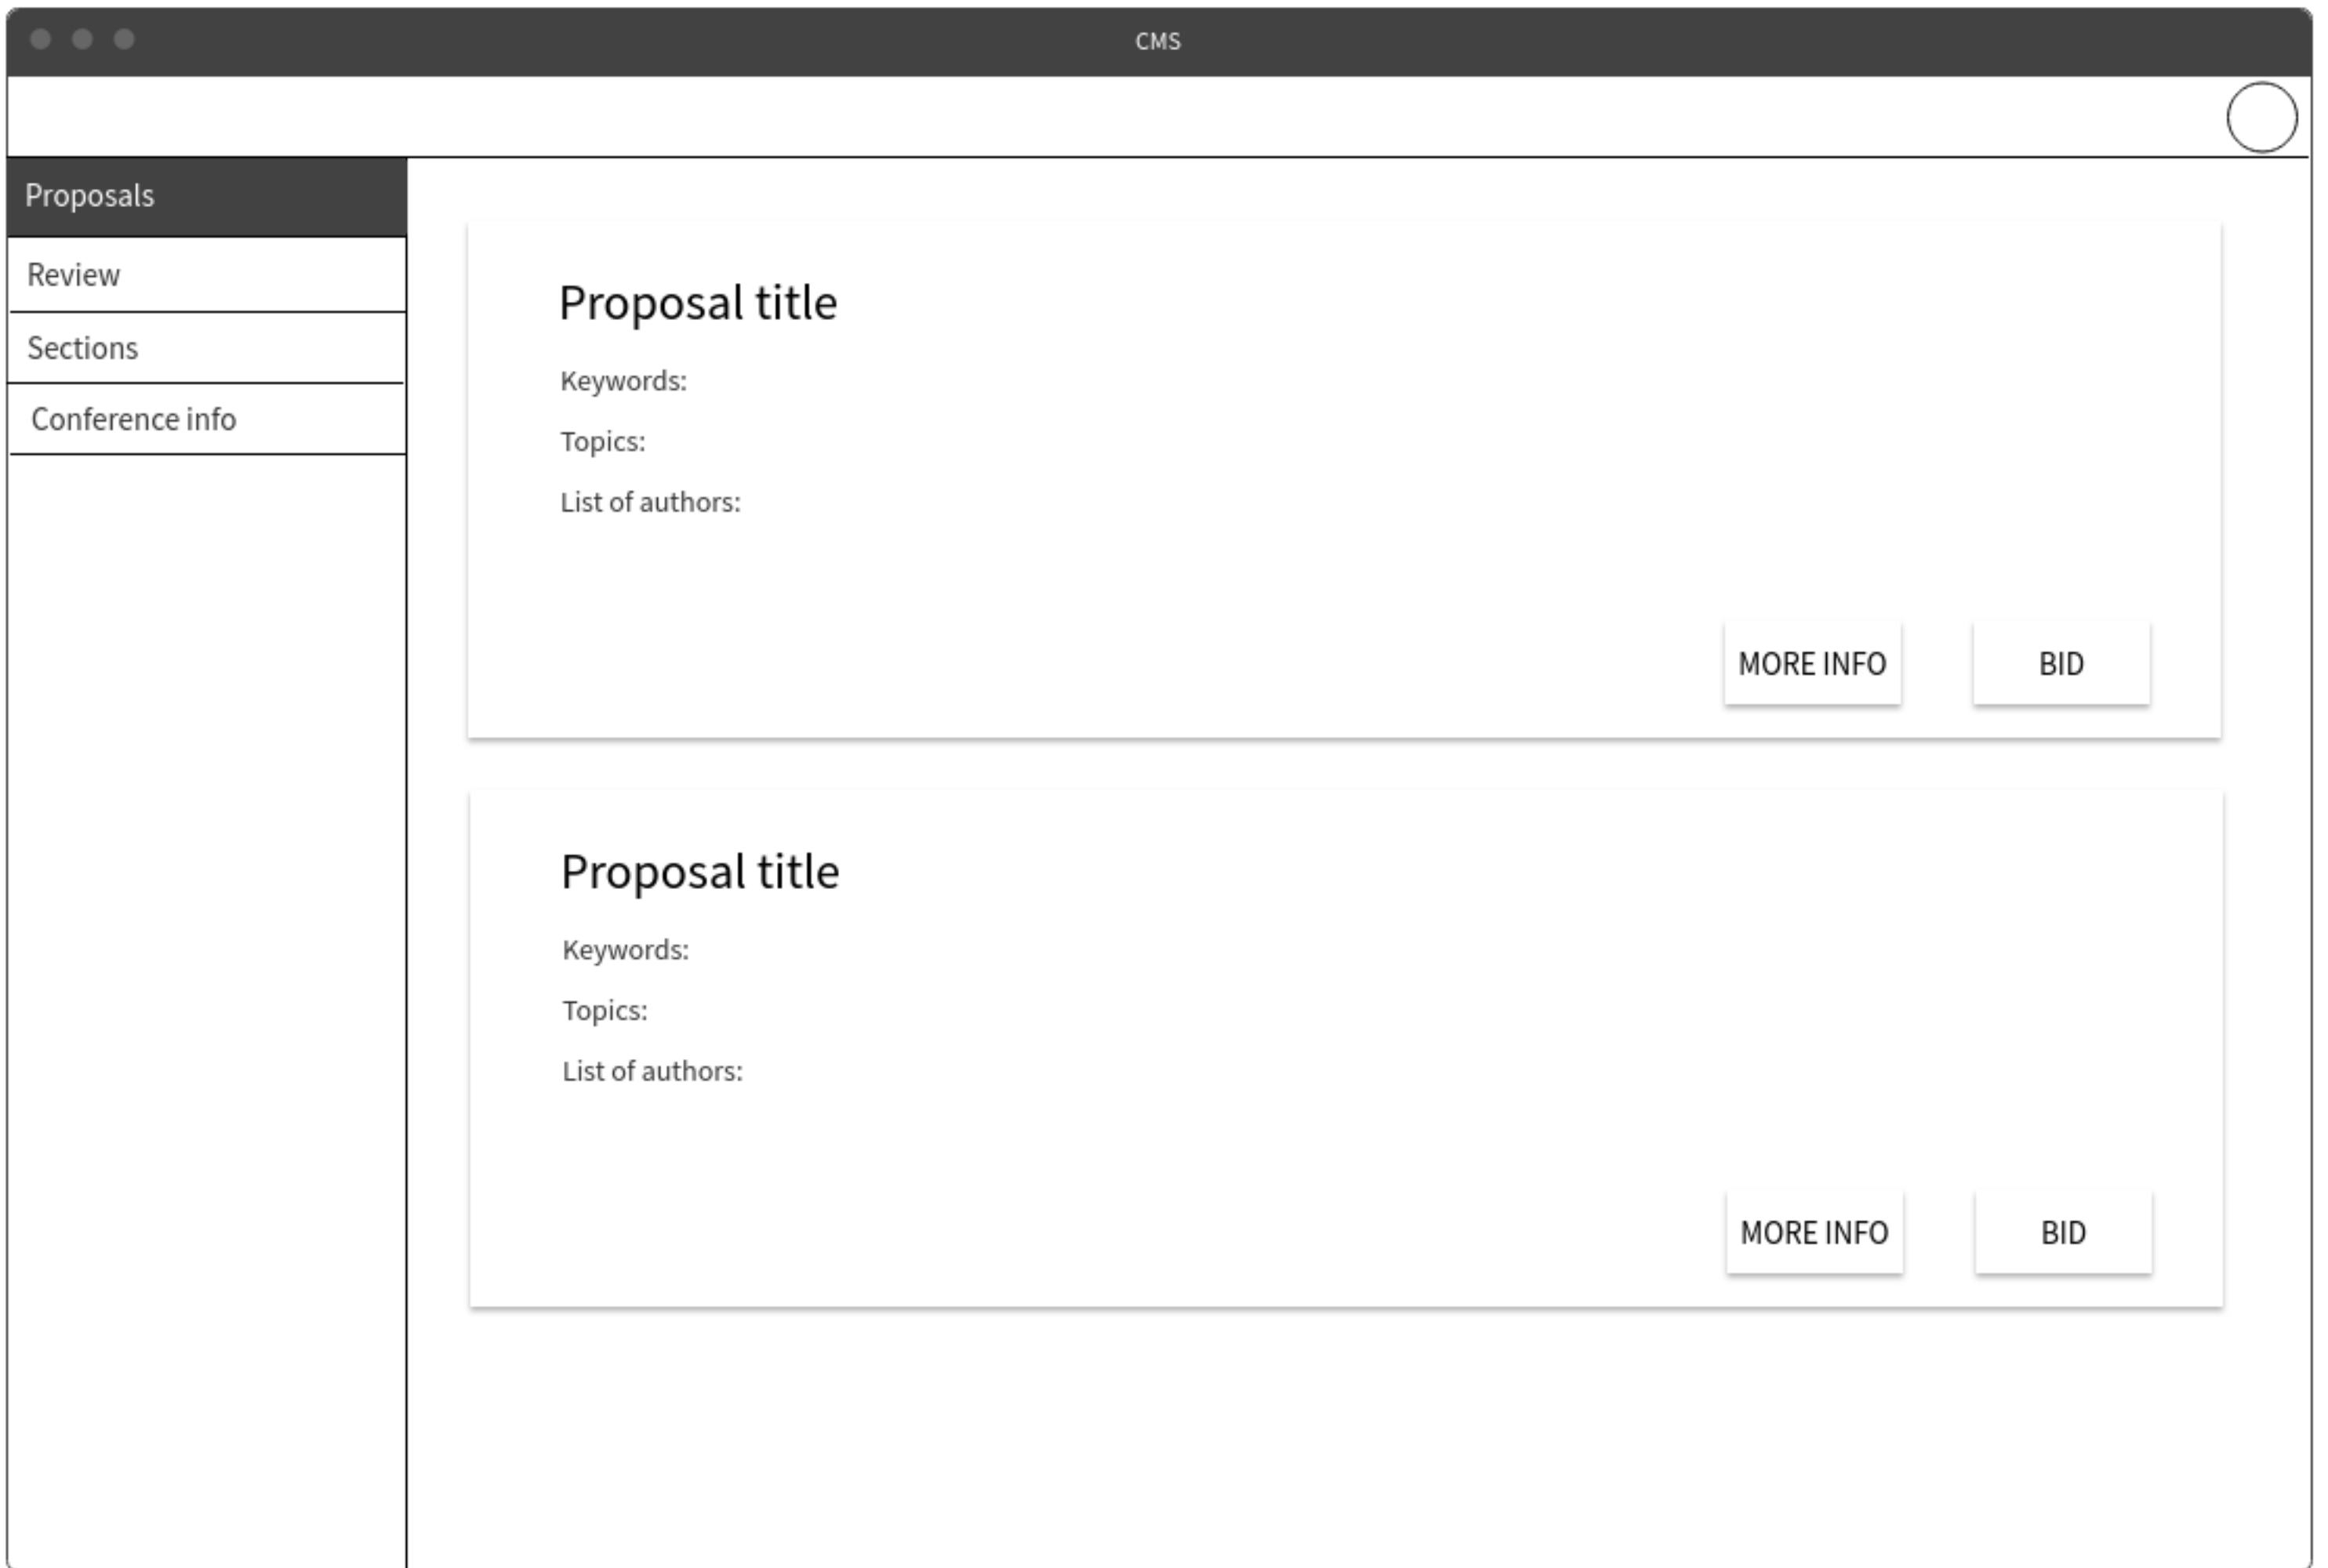 CMS
Proposals
Review
Sections
Conference info
Proposal title
Keywords:
Topics:
List of authors:
MORE INFO
BID
Proposal title
Keywords:
Topics:
List of authors:
MORE INFO
BID